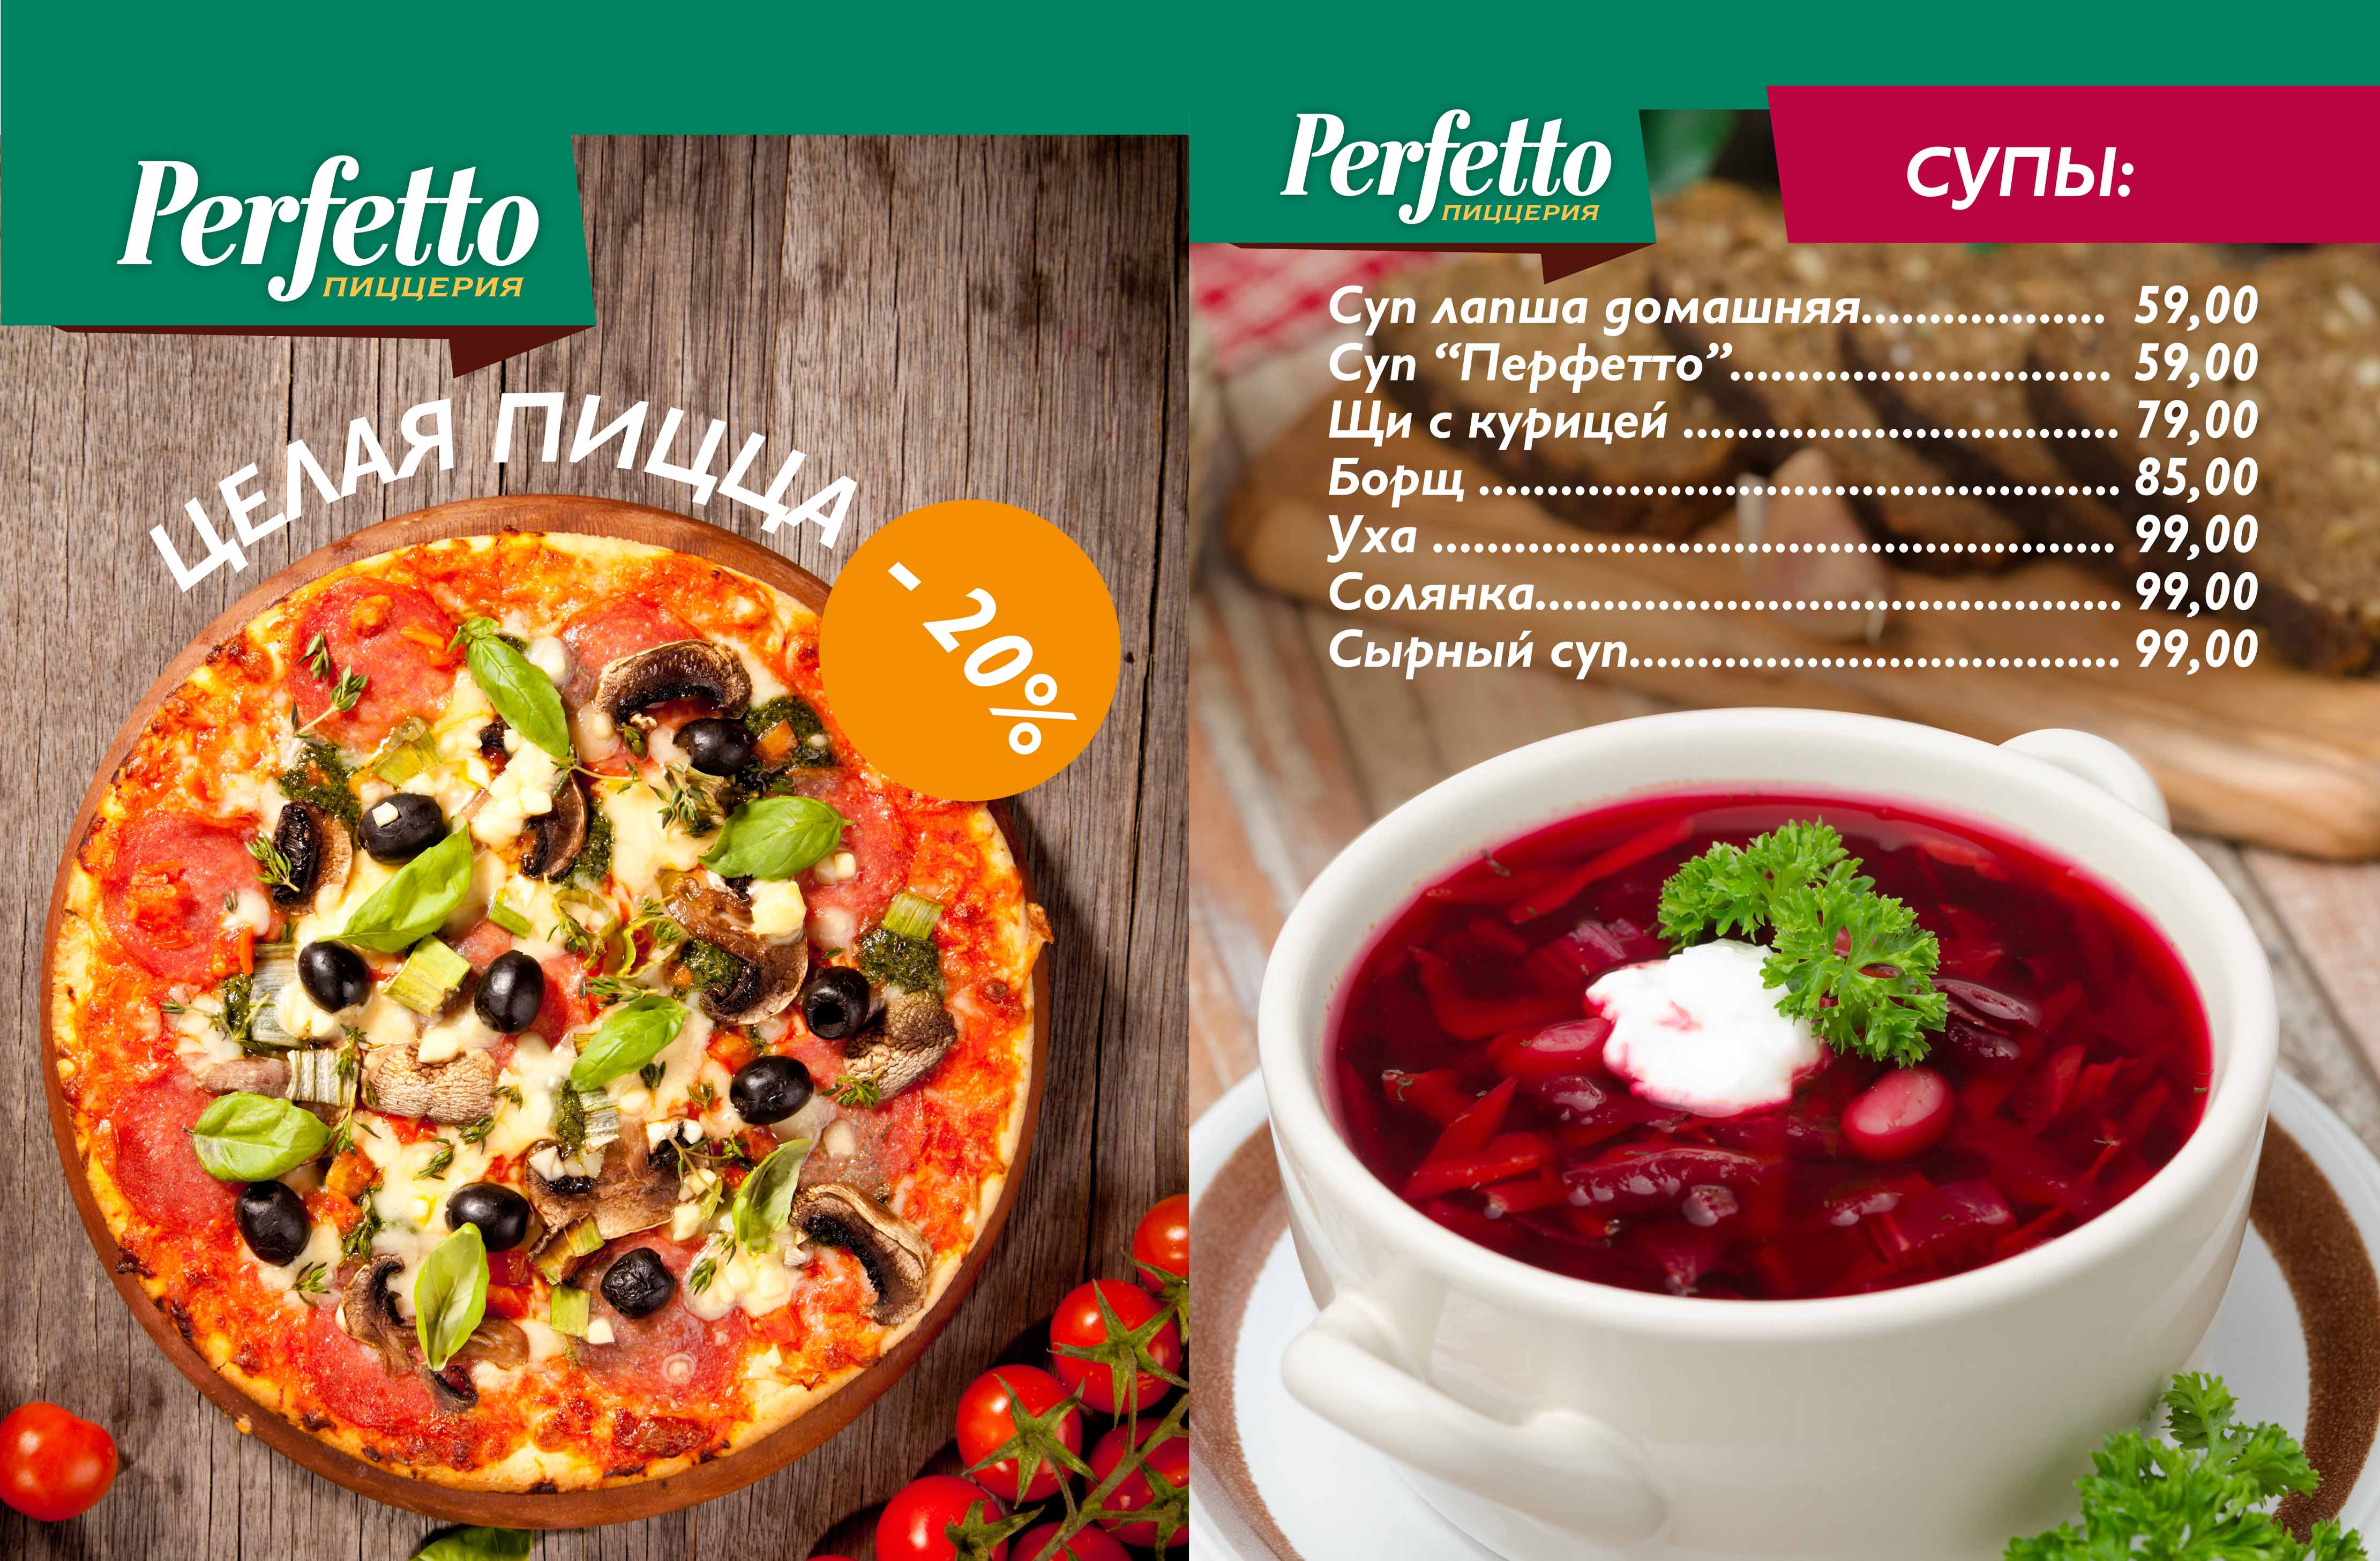 Perfetto
ПИЦЦЕРИЯ
ЦЕЛАЯ ПИЦЦА
- 20%
Perfetto
ПИЦЦЕРИЯ
СУПЫ:
Суп лапша домашняя.................. 59,00
Суп “Перфетто”............................ 59,00
Щи с курицей ................................ 79,00
Борщ ................................................ 85,00
Уха ................................................... 99,00
Солянка............................................ 99,00
Сырный суп.................................... 99,00